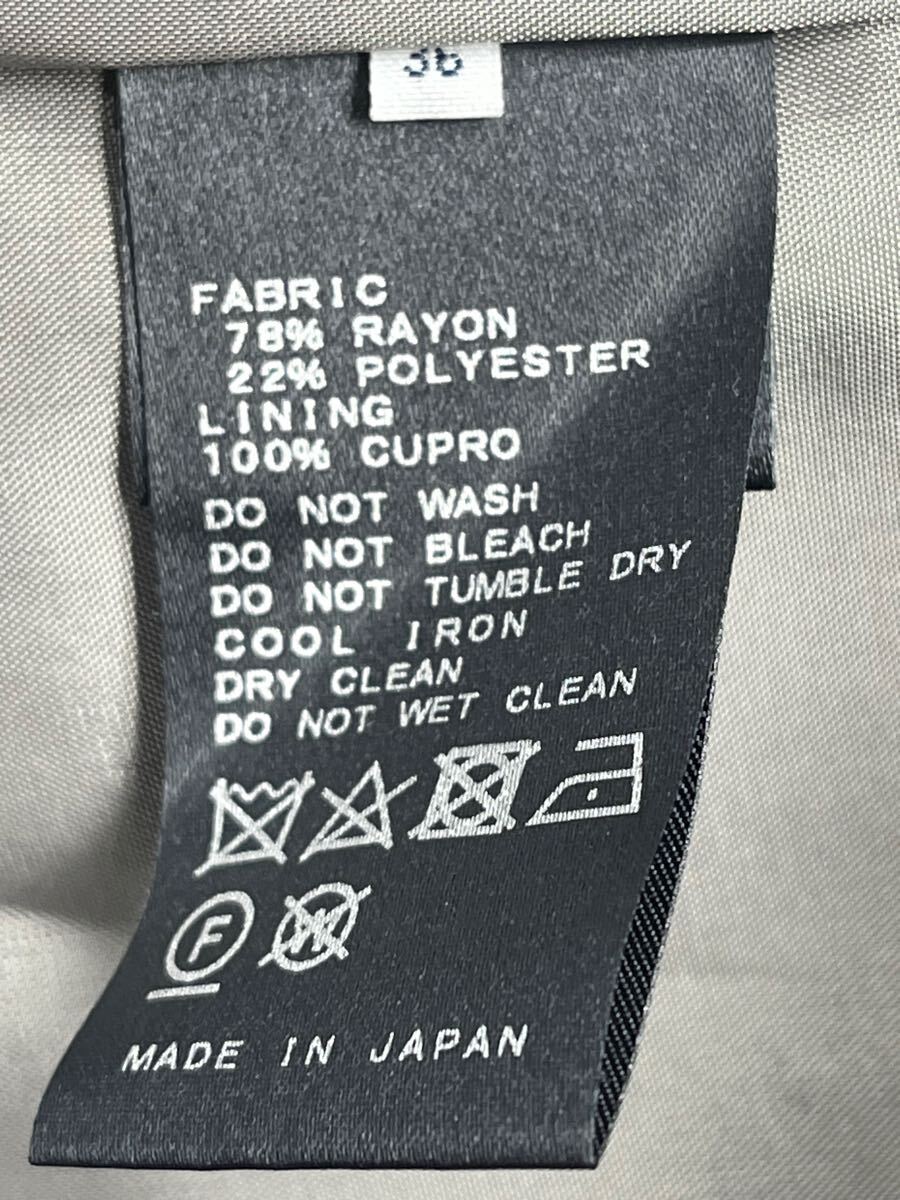 36
FABRIC
78% RAYON
22% POLYESTER
LINING
100% CUPRO
DO NOT WASH
DO NOT BLEACH
DO NOT TUMBLE DRY
COOL IRON
DRY CLEAN
DO NOT WET CLEAN
F W
MADE IN JAPAN